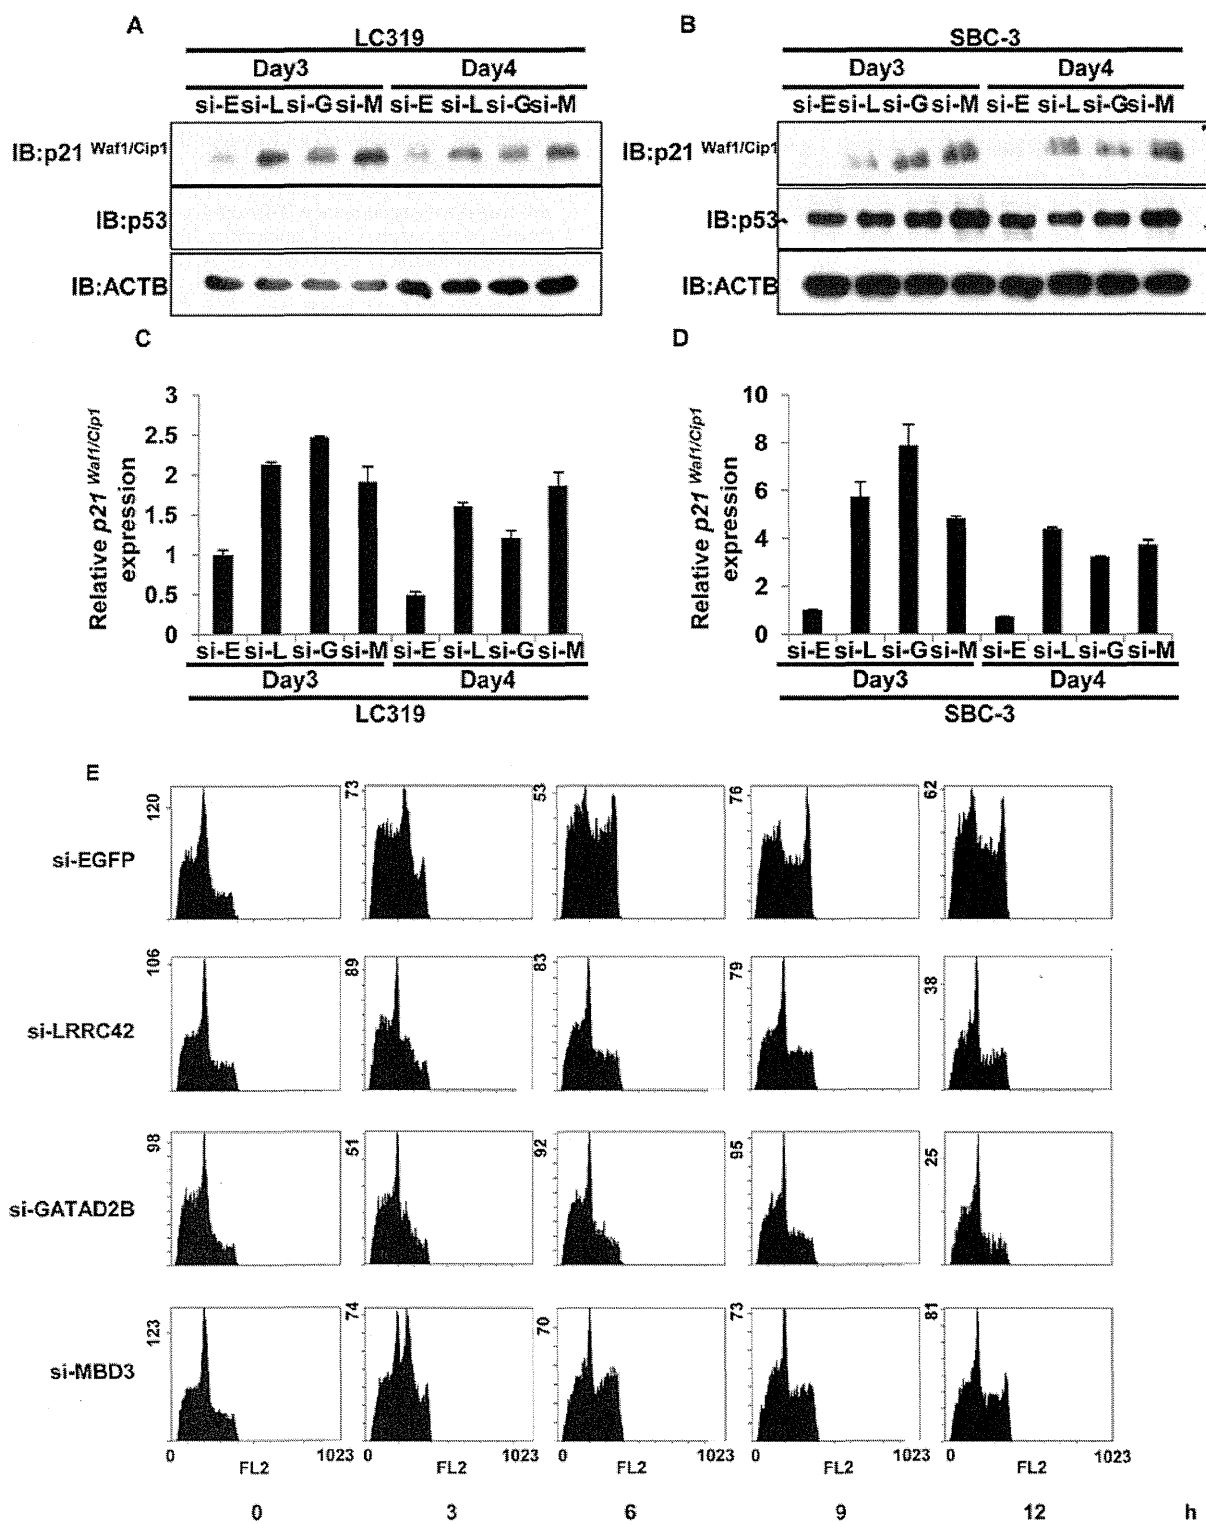 A
B
LC319
SBC-3
Day3 Day4
Day3 Day4
si-E si-L si-G si-M si-E si-L si-G si-M
si-E si-L si-G si-M si-E si-L si-G si-M
IB:p21 Waf1/Cip1
IB:p21 Waf1/Cip1
IB:p53
IB:p53
IB:ACTB
IB:ACTB
C
D
Relative p21 Waf1/Cip1 expression
3
2.5
2
1.5
1
0.5
0
si-E si-L si-G si-M si-E si-L si-G si-M
Day3 Day4
LC319
Relative p21 Waf1/Cip1 expression
10
8
6
4
2
0
si-E si-L si-G si-M si-E si-L si-G si-M
Day3 Day4
SBC-3
E
si-EGFP 120 73 53 76 62
si-LRRC42 106 89 83 79 38
si-GATAD2B 98 51 92 95 25
si-MBD3 123 74 70 73 81
0 1023 0 1023 0 1023 0 1023 0 1023
FL2 FL2 FL2 FL2 FL2
0 3 6 9 12 h